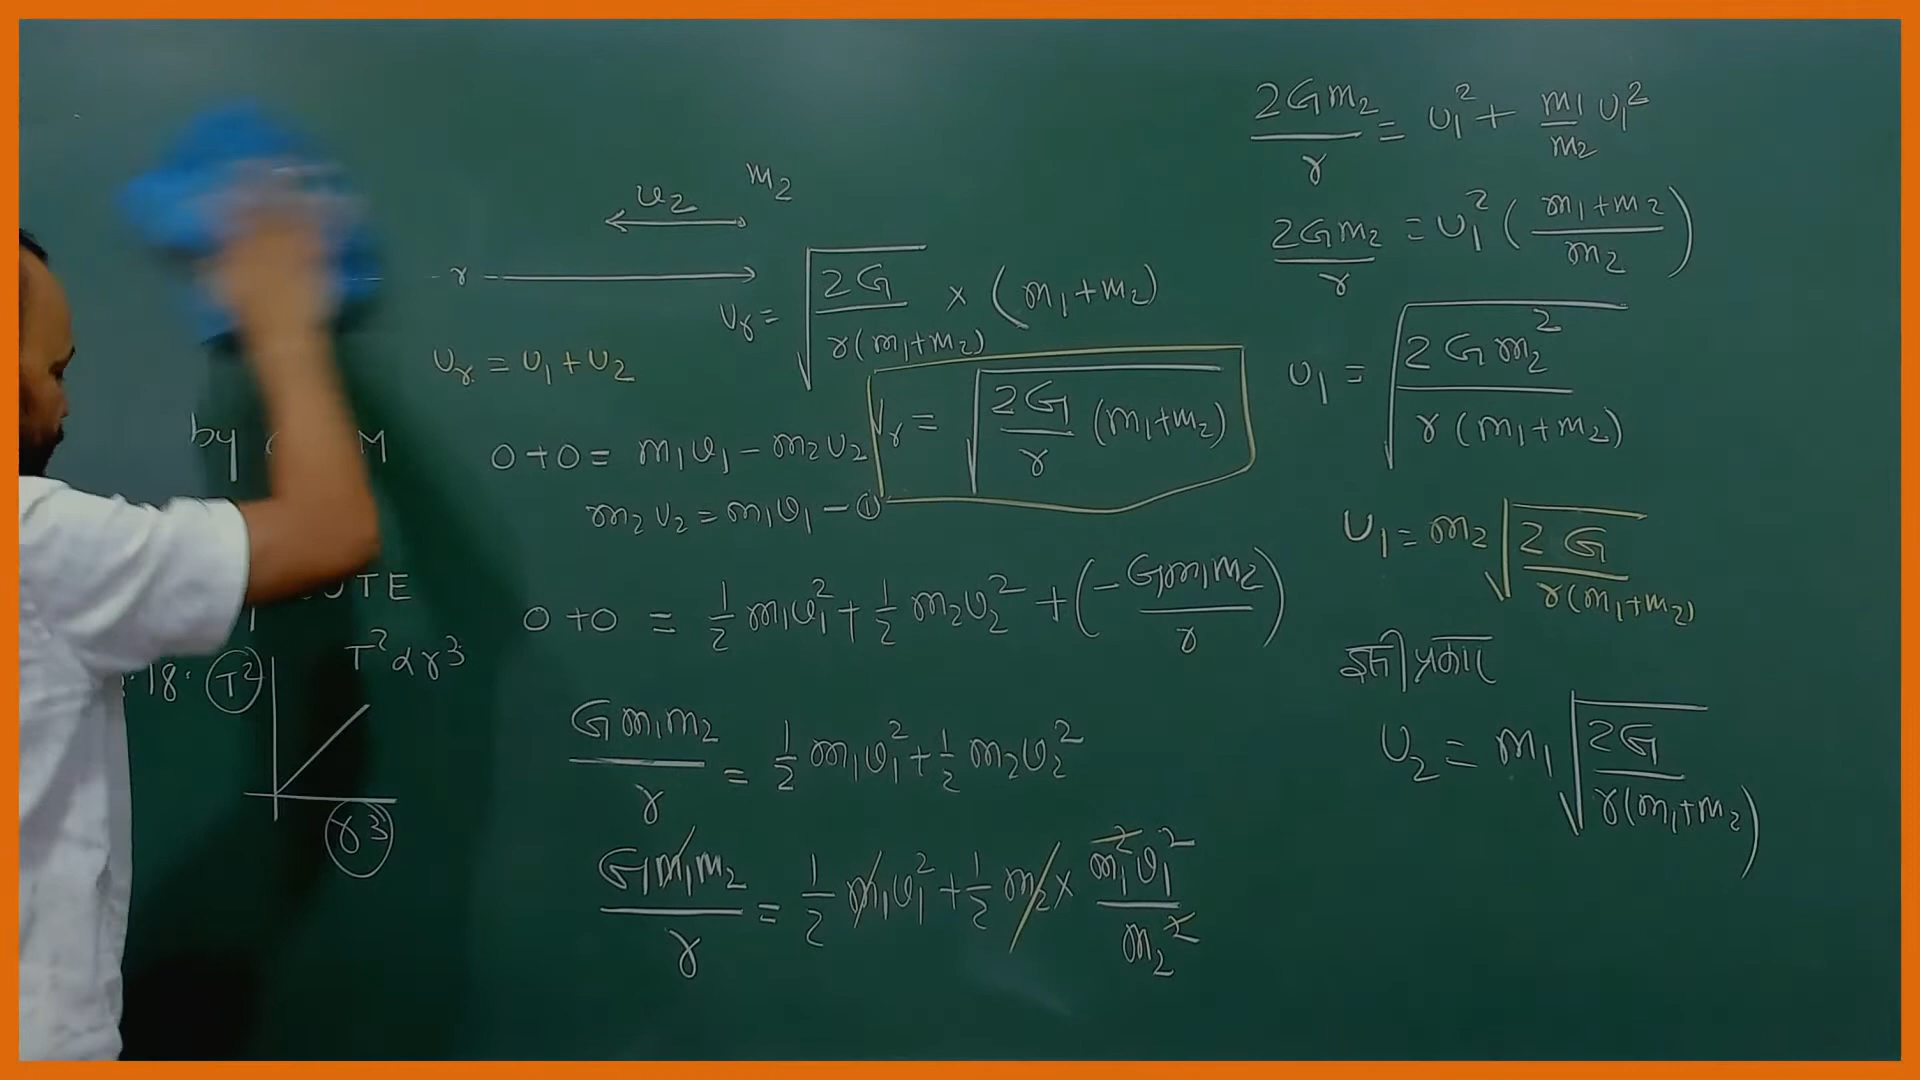 v₂ m₂
r
v_r = √(2G / r(m₁+m₂)) × (m₁+m₂)
v_r = v₁ + v₂
v_r = √(2G/r (m₁+m₂))
by M
0+0 = m₁v₁ − m₂v₂
m₂v₂ = m₁v₁ − ①
UTE
0+0 = ½ m₁v₁² + ½ m₂v₂² + (− Gm₁m₂ / r)
T² ∝ r³
18. T²
r³
Gm₁m₂ / r = ½ m₁v₁² + ½ m₂v₂²
Gm₁m₂ / r = ½ m₁v₁² + ½ m₂ × m₁²v₁² / m₂²
2Gm₂ / r = v₁² + m₁/m₂ v₁²
2Gm₂ / r = v₁² ( m₁+m₂ / m₂ )
v₁ = √(2Gm₂² / r(m₁+m₂))
v₁ = m₂ √(2G / r(m₁+m₂))
इसी प्रकार
v₂ = m₁ √(2G / r(m₁+m₂))